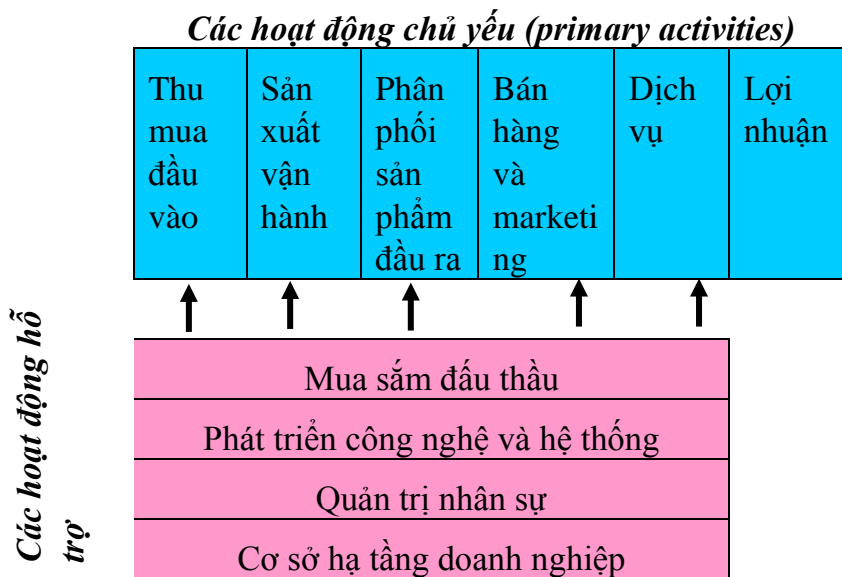 Các hoạt động chủ yếu (primary activities)
Thu
mua
đầu
vào
Sản
xuất
vận
hành
Phân
phối
sản
phẩm
đầu ra
Bán
hàng
và
marketi
ng
Dịch
vụ
Lợi
nhuận
Các hoạt động hỗ
trợ
Mua sắm đấu thầu
Phát triển công nghệ và hệ thống
Quản trị nhân sự
Cơ sở hạ tầng doanh nghiệp